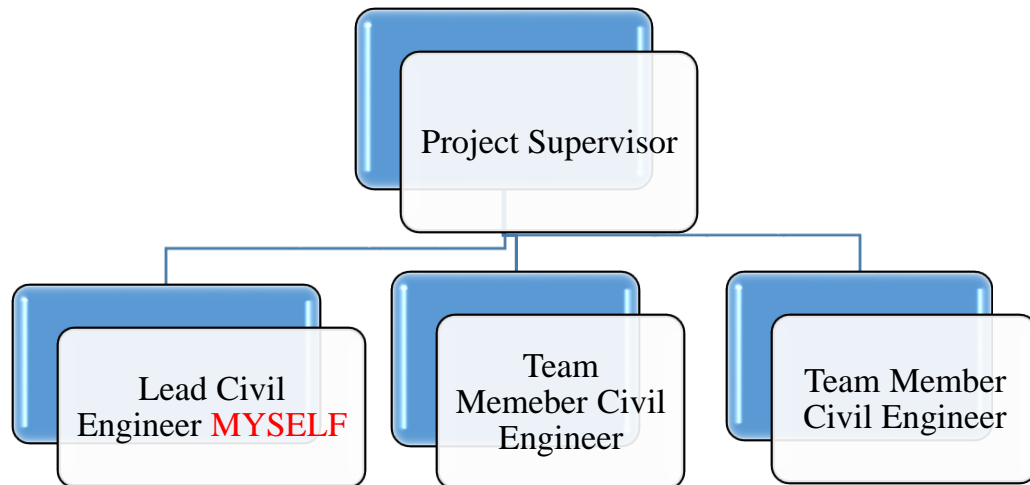 Project Supervisor
Lead Civil
Engineer MYSELF
Team
Memeber Civil
Engineer
Team Member
Civil Engineer